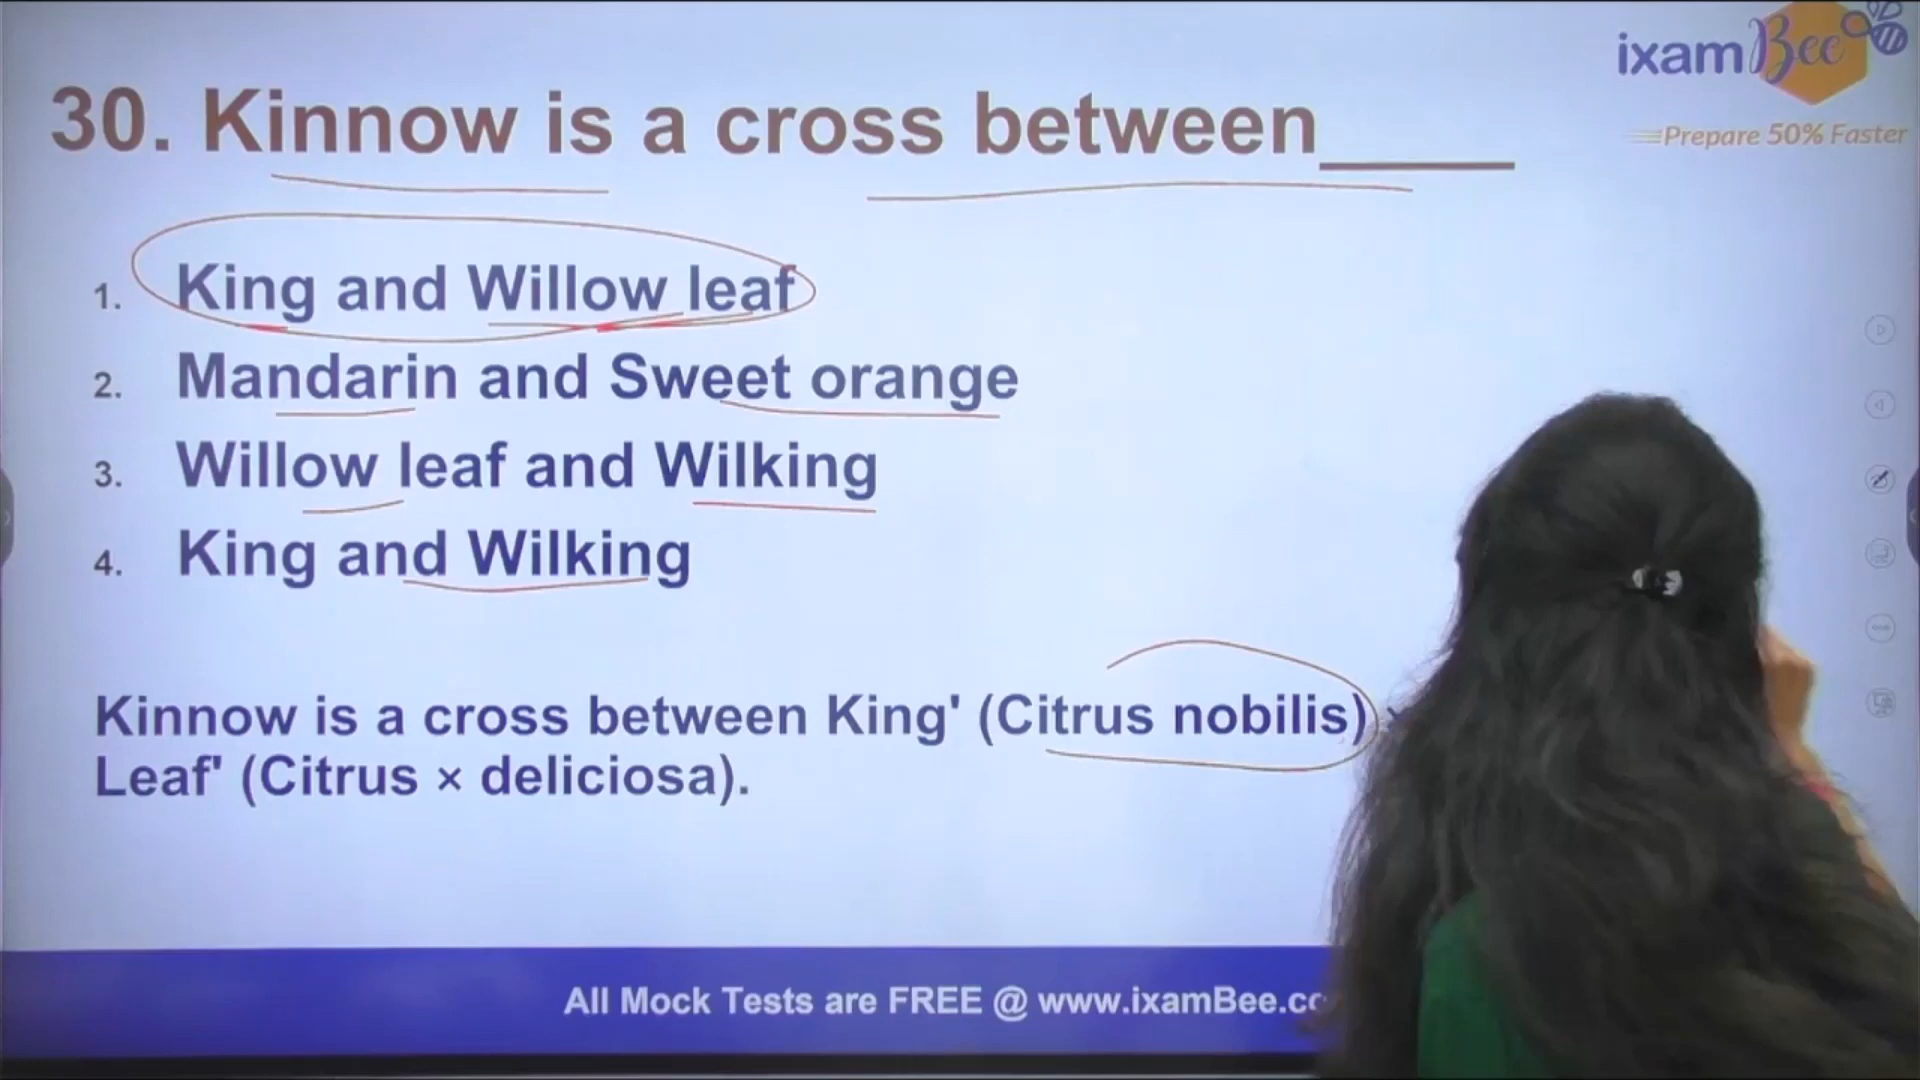 ixamBee
Prepare 50% Faster
30. Kinnow is a cross between_____
1. King and Willow leaf
2. Mandarin and Sweet orange
3. Willow leaf and Wilking
4. King and Wilking
Kinnow is a cross between King' (Citrus nobilis)
Leaf' (Citrus × deliciosa).
All Mock Tests are FREE @ www.ixamBee.co